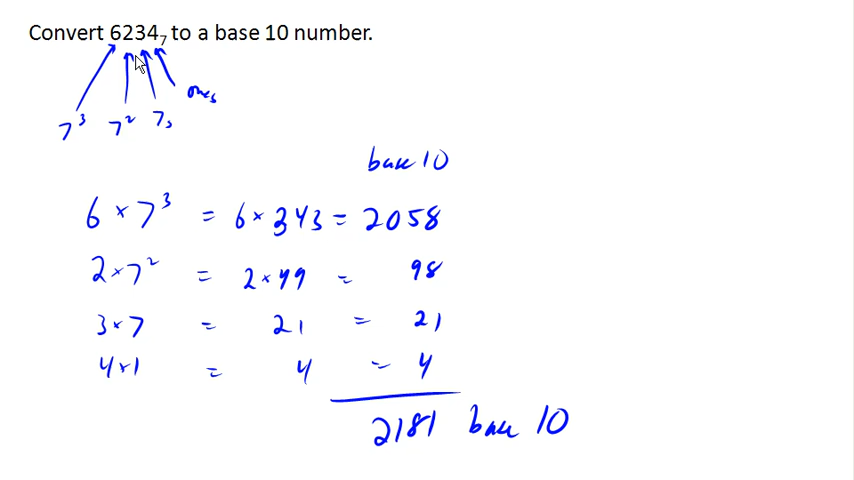 Convert 6234₇ to a base 10 number.
ones
7³ 7² 7s
base 10
6 × 7³ = 6 × 343 = 2058
2 × 7² = 2 × 49 = 98
3 × 7 = 21 = 21
4 × 1 = 4 = 4
2181 base 10